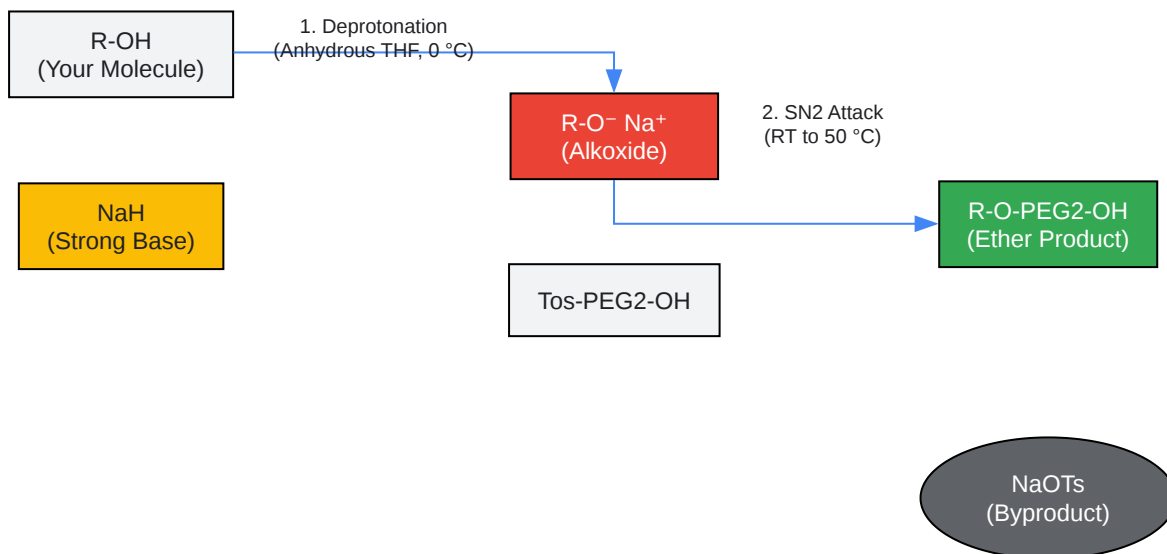 R-OH
(Your Molecule)
1. Deprotonation
(Anhydrous THF, 0 °C)
R-O⁻ Na⁺
(Alkoxide)
2. SN2 Attack
(RT to 50 °C)
NaH
(Strong Base)
R-O-PEG2-OH
(Ether Product)
Tos-PEG2-OH
NaOTs
(Byproduct)